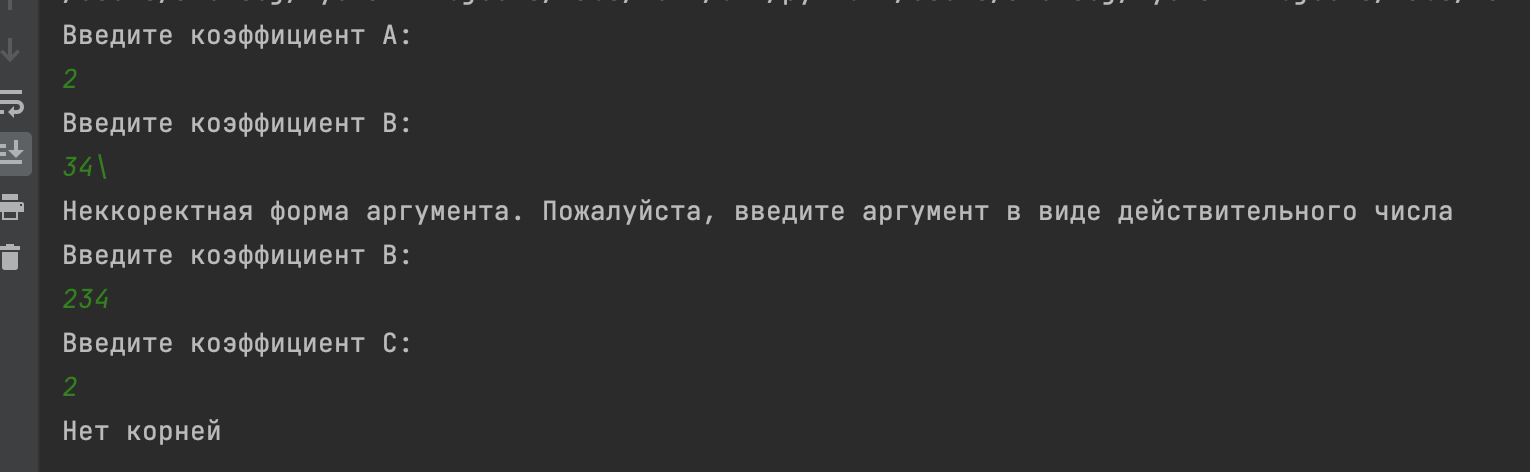 Введите коэффициент A:
2
Введите коэффициент B:
34\
Неккоректная форма аргумента. Пожалуйста, введите аргумент в виде действительного числа
Введите коэффициент B:
234
Введите коэффициент C:
2
Нет корней